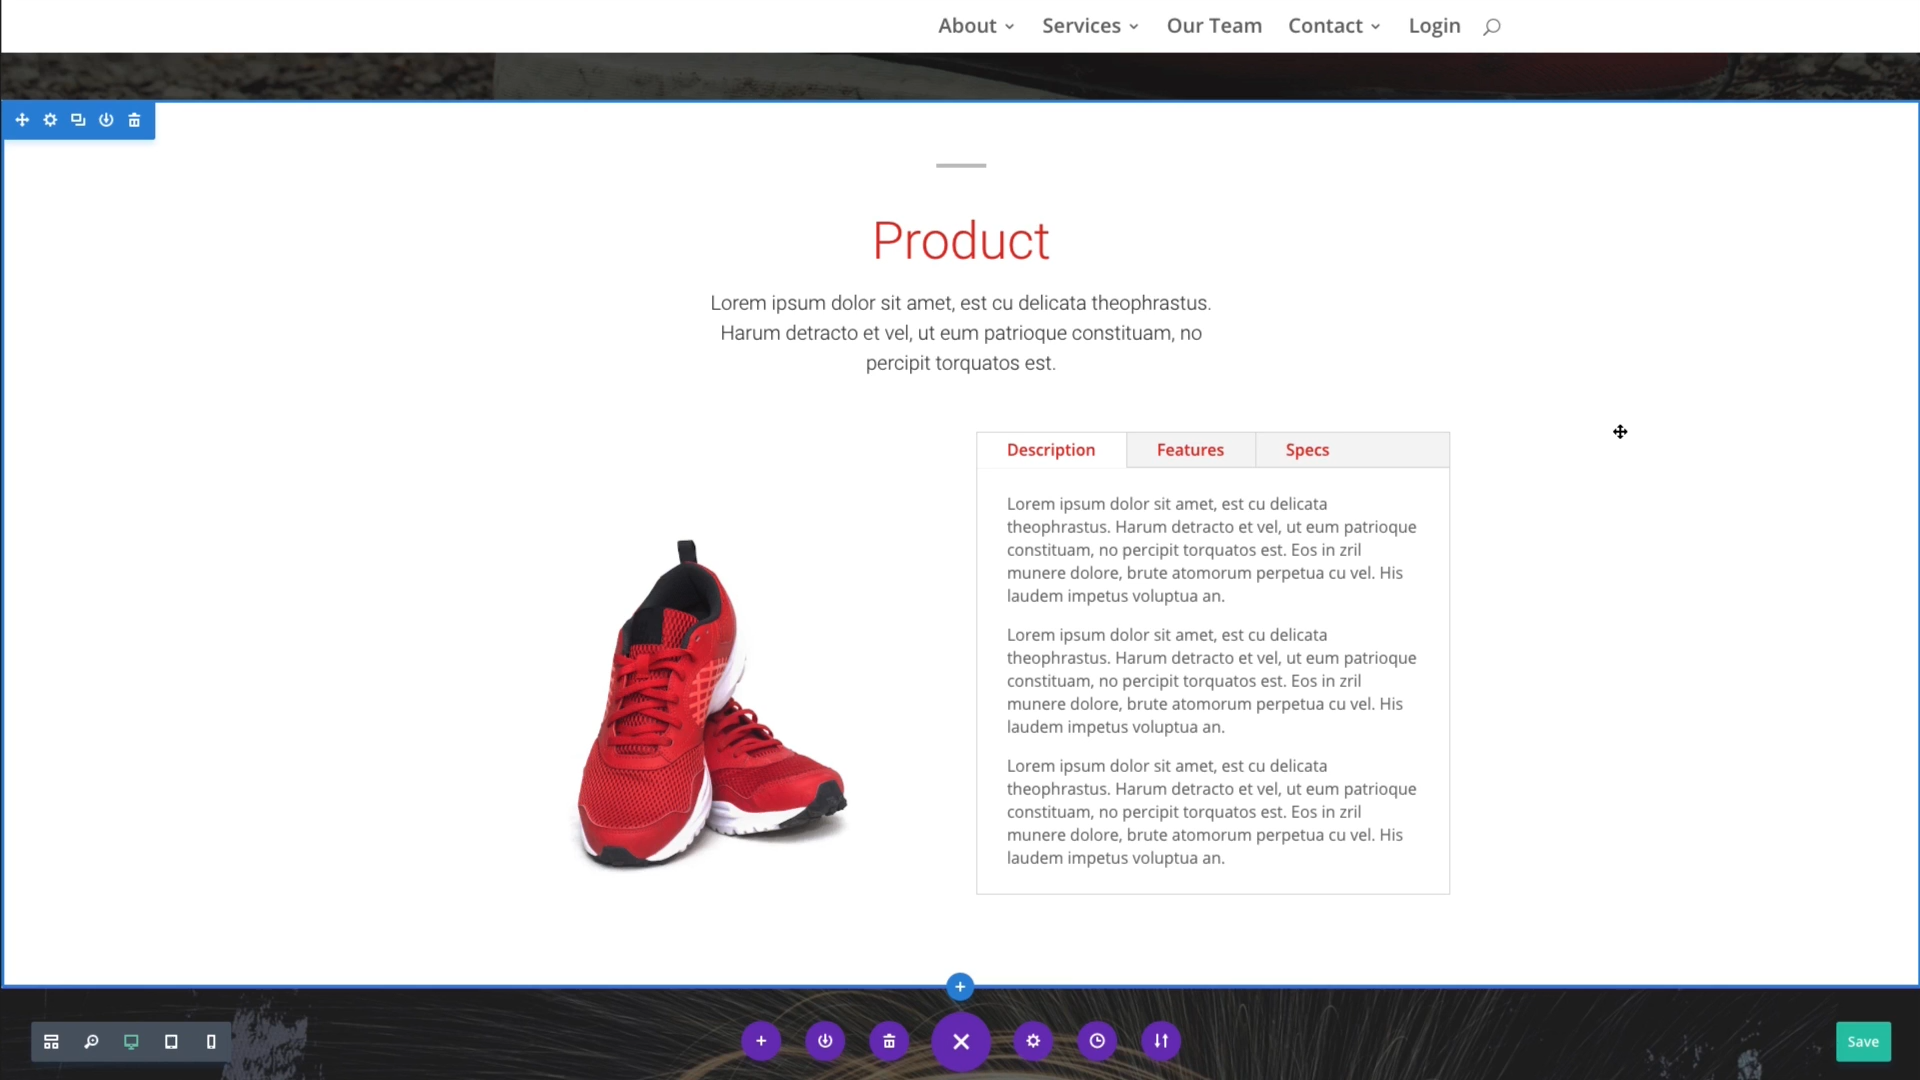 About Services Our Team Contact Login
Product
Lorem ipsum dolor sit amet, est cu delicata theophrastus.
Harum detracto et vel, ut eum patrioque constituam, no
percipit torquatos est.
Description Features Specs
Lorem ipsum dolor sit amet, est cu delicata
theophrastus. Harum detracto et vel, ut eum patrioque
constituam, no percipit torquatos est. Eos in zril
munere dolore, brute atomorum perpetua cu vel. His
laudem impetus voluptua an.
Lorem ipsum dolor sit amet, est cu delicata
theophrastus. Harum detracto et vel, ut eum patrioque
constituam, no percipit torquatos est. Eos in zril
munere dolore, brute atomorum perpetua cu vel. His
laudem impetus voluptua an.
Lorem ipsum dolor sit amet, est cu delicata
theophrastus. Harum detracto et vel, ut eum patrioque
constituam, no percipit torquatos est. Eos in zril
munere dolore, brute atomorum perpetua cu vel. His
laudem impetus voluptua an.
Save